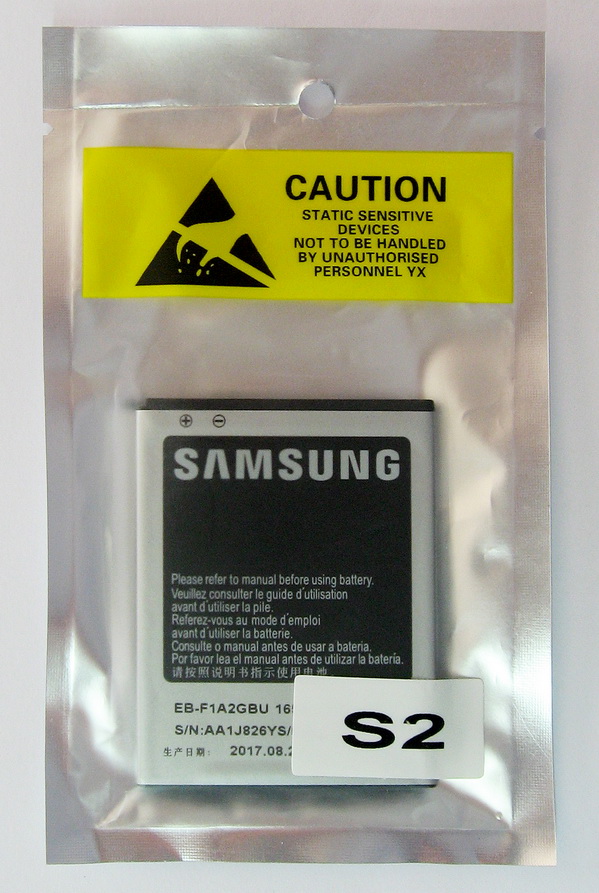 CAUTION
STATIC SENSITIVE
DEVICES
NOT TO BE HANDLED
BY UNAUTHORISED
PERSONNEL YX
SAMSUNG
Please refer to manual before using battery.
Veuillez consulter le guide d'utilisation
avant d'utiliser la pile.
Referez-vous au mode d'emploi
avant d'utiliser la batterie.
Consulte o manual antes de usar a bateria.
Por favor lea el manual antes de utilizar la batería.
请按照说明书指示使用电池
EB-F1A2GBU 165
S/N:AA1J826YS/
生产日期: 2017.08.2
S2